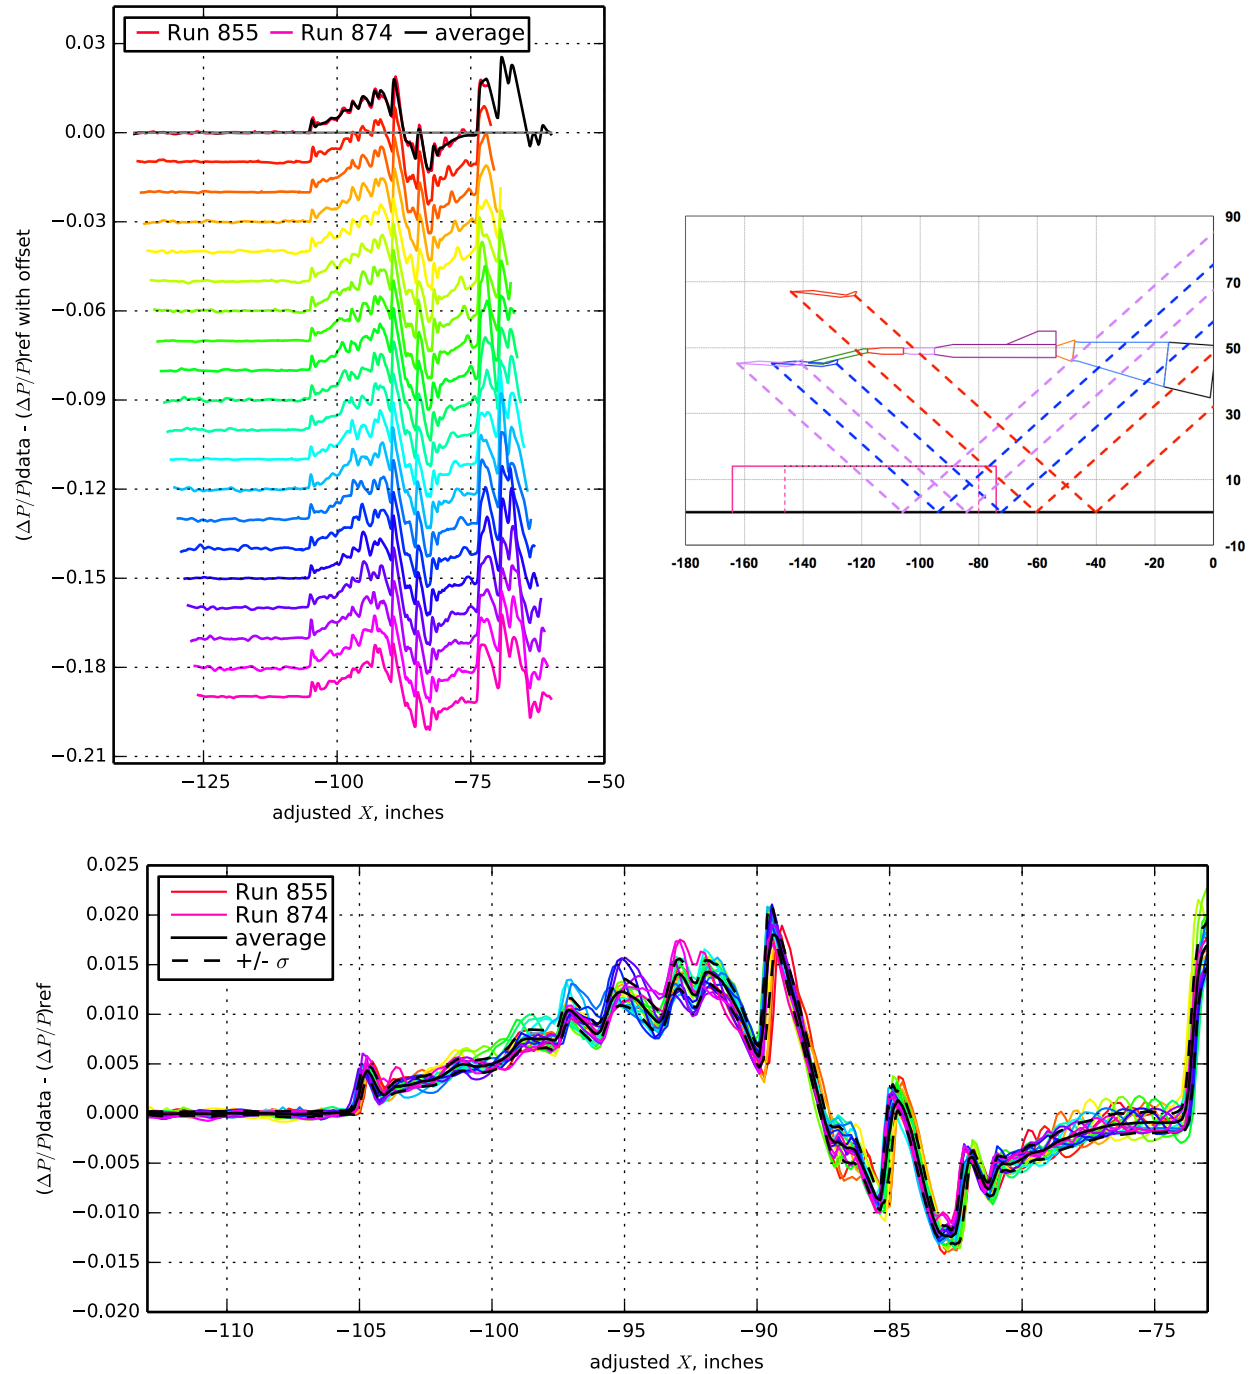 Run 855 Run 874 average
0.03
0.00
−0.03
−0.06
−0.09
−0.12
−0.15
−0.18
−0.21
(ΔP/P)data - (ΔP/P)ref with offset
−125 −100 −75 −50
adjusted X, inches
90
70
50
30
10
-10
-180 -160 -140 -120 -100 -80 -60 -40 -20 0
0.025
0.020
0.015
0.010
0.005
0.000
−0.005
−0.010
−0.015
−0.020
(ΔP/P)data - (ΔP/P)ref
Run 855
Run 874
average
+/- σ
−110 −105 −100 −95 −90 −85 −80 −75
adjusted X, inches